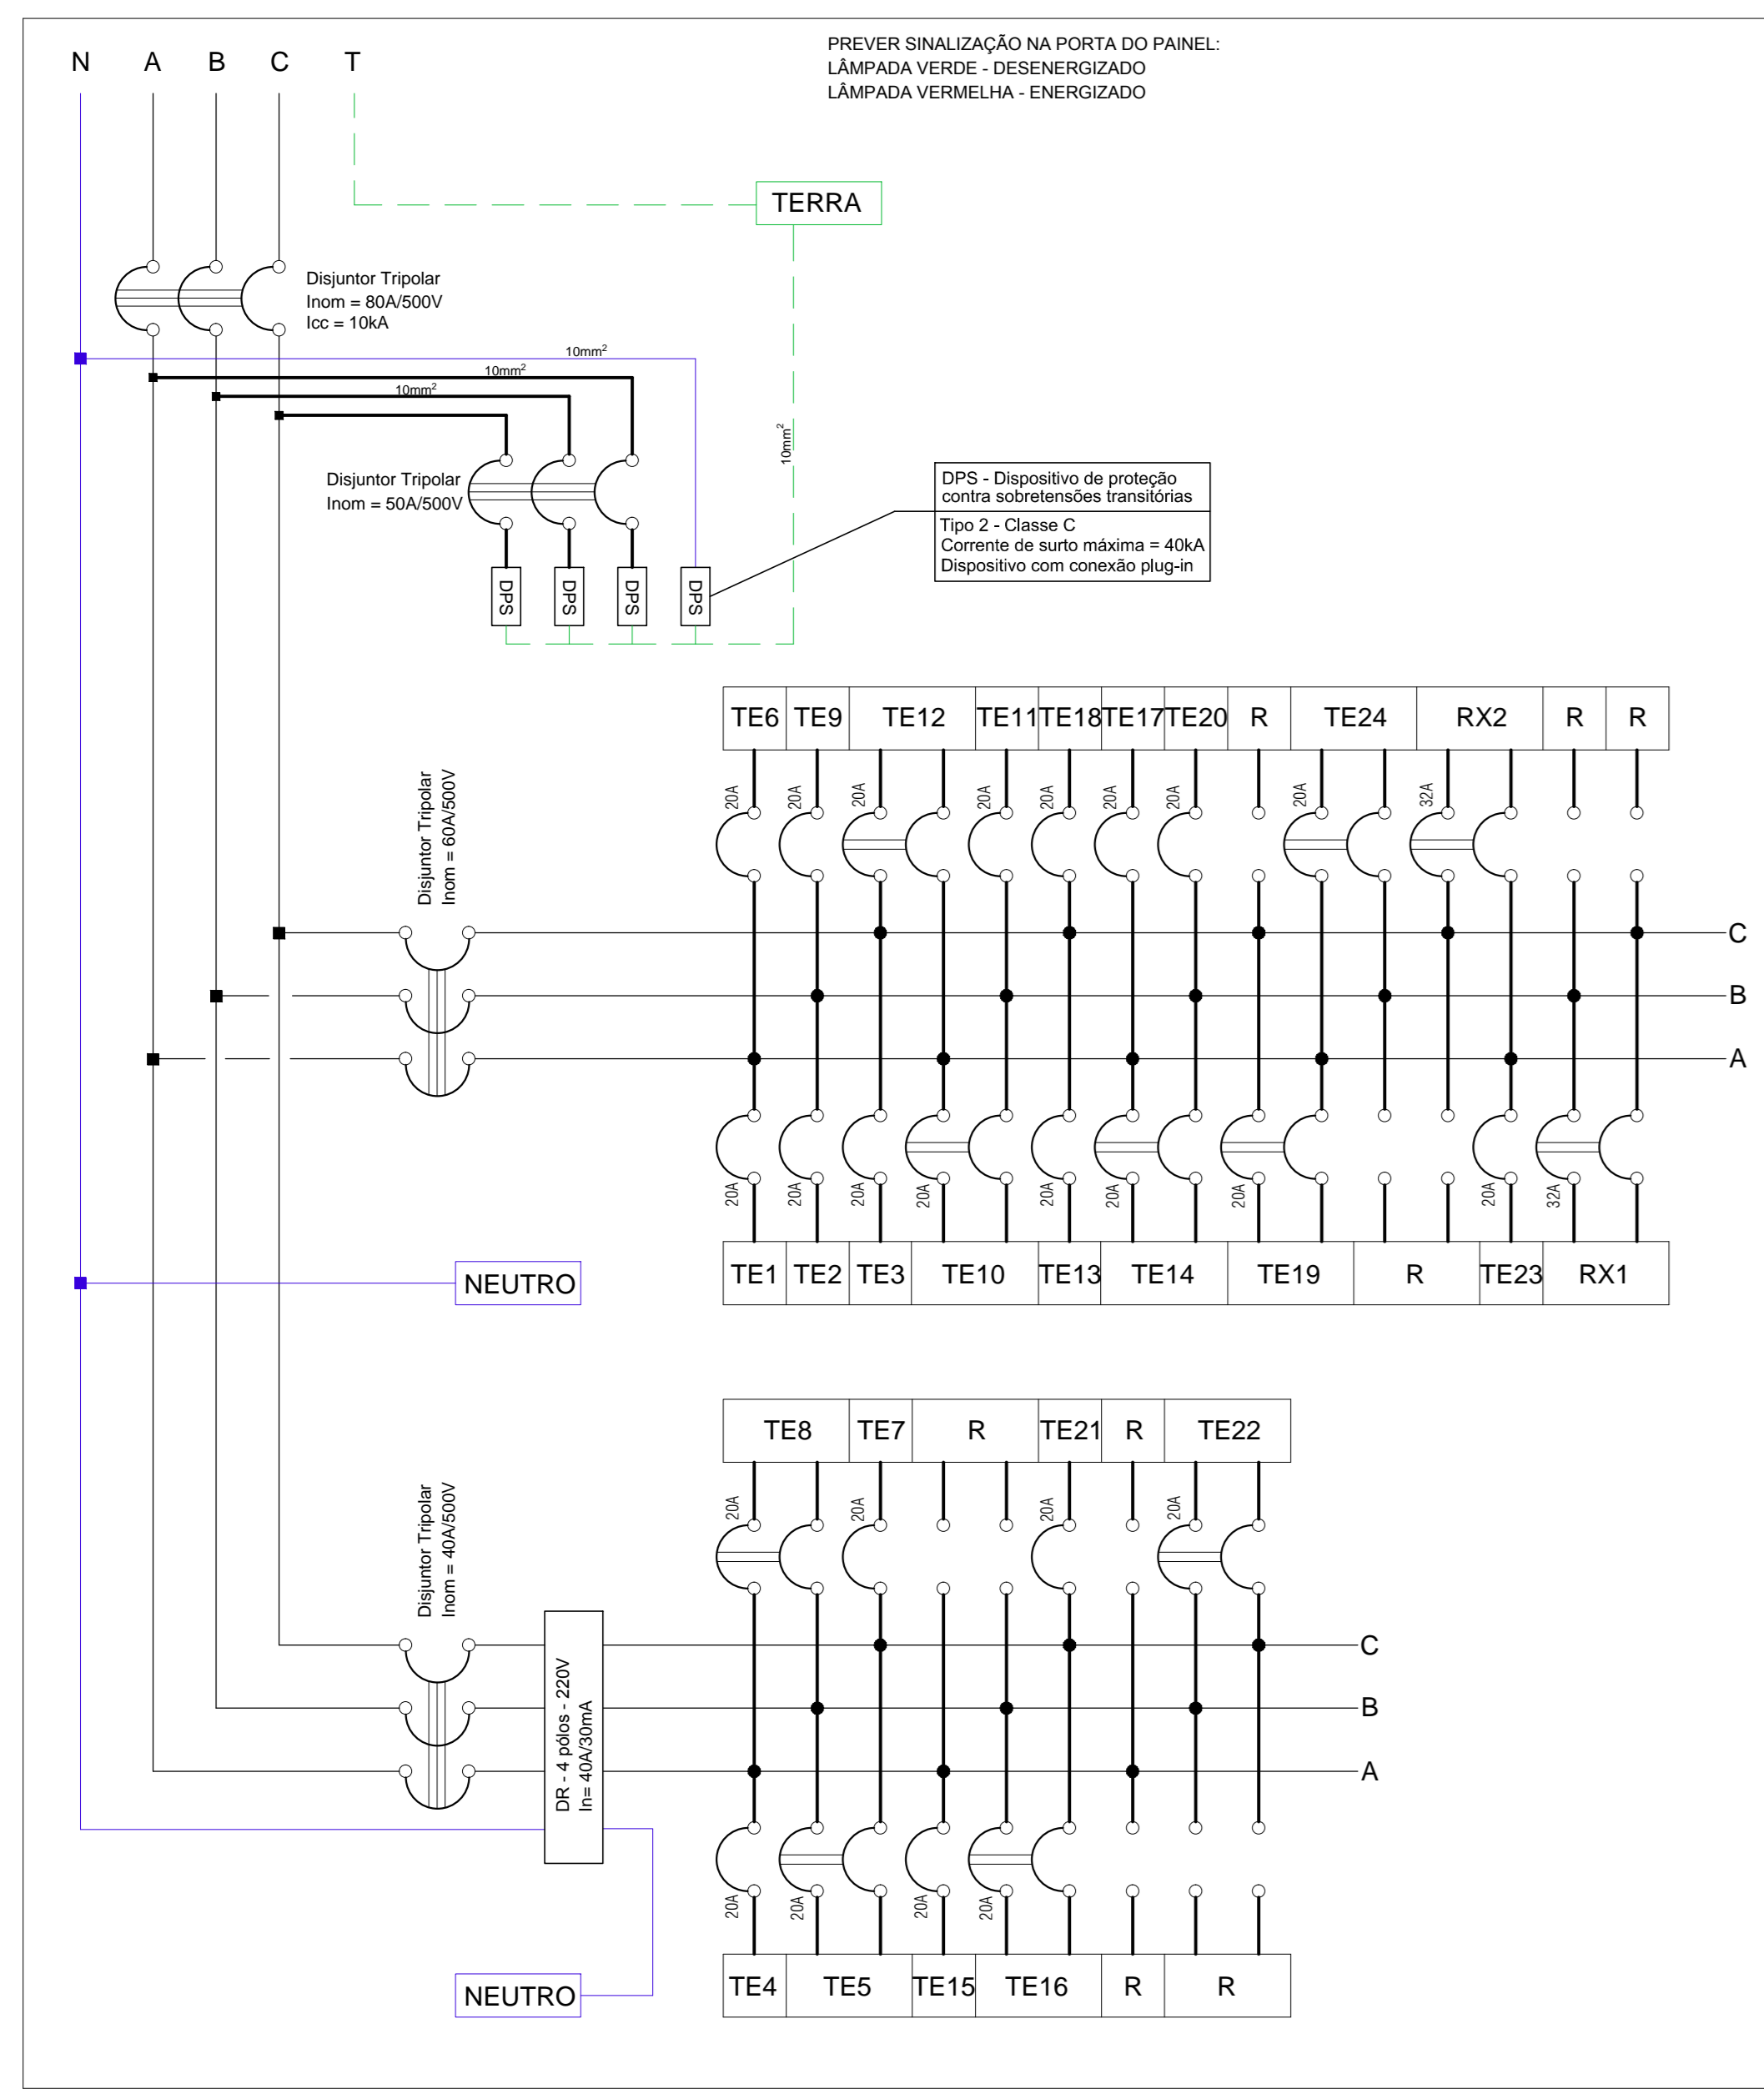 PREVER SINALIZAÇÃO NA PORTA DO PAINEL:
LÂMPADA VERDE - DESENERGIZADO
LÂMPADA VERMELHA - ENERGIZADO
N A B C T
TERRA
Disjuntor Tripolar
Inom = 80A/500V
Icc = 10kA
10mm²
10mm²
10mm²
10mm²
Disjuntor Tripolar
Inom = 50A/500V
DPS - Dispositivo de proteção
contra sobretensões transitórias
Tipo 2 - Classe C
Corrente de surto máxima = 40kA
Dispositivo com conexão plug-in
DPS DPS DPS DPS
TE6 TE9 TE12 TE11 TE18 TE17 TE20 R TE24 RX2 R R
20A 20A 20A 20A 20A 20A 20A 20A 32A
Disjuntor Tripolar
Inom = 60A/500V
C
B
A
20A 20A 20A 20A 20A 20A 20A 20A 32A
TE1 TE2 TE3 TE10 TE13 TE14 TE19 R TE23 RX1
NEUTRO
TE8 TE7 R TE21 R TE22
20A 20A 20A 20A
Disjuntor Tripolar
Inom = 40A/500V
DR - 4 pólos - 220V
In= 40A/30mA
C
B
A
20A 20A 20A 20A
TE4 TE5 TE15 TE16 R R
NEUTRO